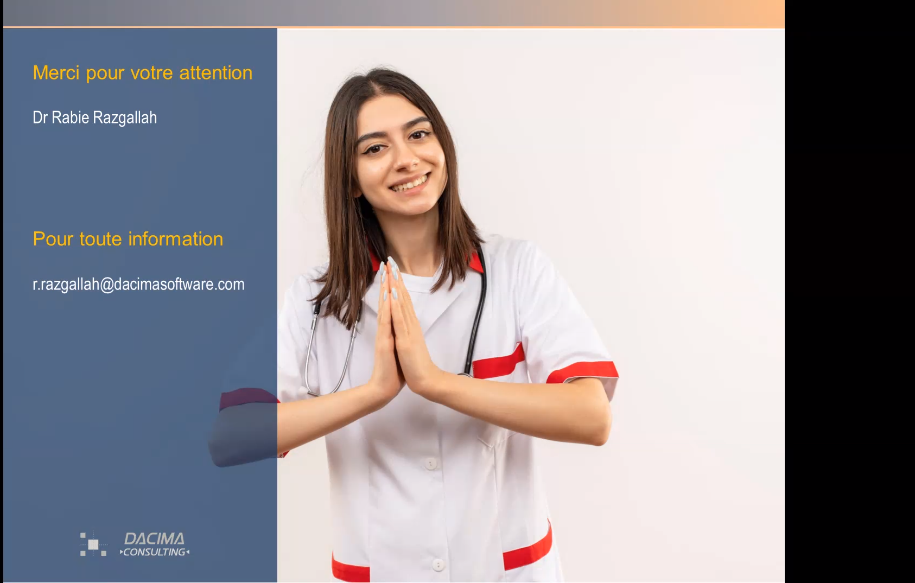 Merci pour votre attention
Dr Rabie Razgallah
Pour toute information
r.razgallah@dacimasoftware.com
DACIMA
CONSULTING